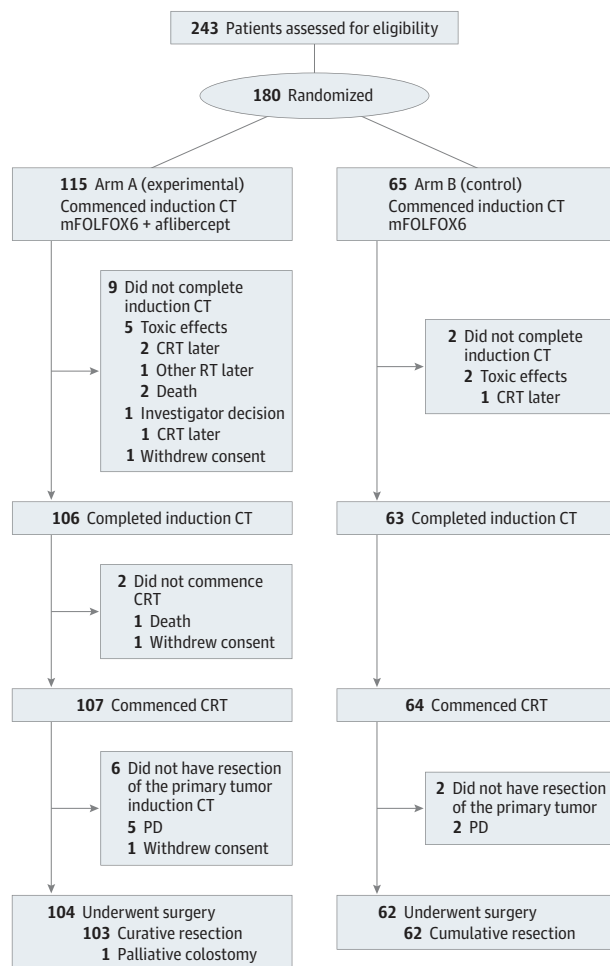 243 Patients assessed for eligibility
180 Randomized
115 Arm A (experimental)
Commenced induction CT
mFOLFOX6 + aflibercept
65 Arm B (control)
Commenced induction CT
mFOLFOX6
9 Did not complete
induction CT
5 Toxic effects
2 CRT later
1 Other RT later
2 Death
1 Investigator decision
1 CRT later
1 Withdrew consent
2 Did not complete
induction CT
2 Toxic effects
1 CRT later
106 Completed induction CT
63 Completed induction CT
2 Did not commence
CRT
1 Death
1 Withdrew consent
107 Commenced CRT
64 Commenced CRT
6 Did not have resection
of the primary tumor
induction CT
5 PD
1 Withdrew consent
2 Did not have resection
of the primary tumor
2 PD
104 Underwent surgery
103 Curative resection
1 Palliative colostomy
62 Underwent surgery
62 Cumulative resection